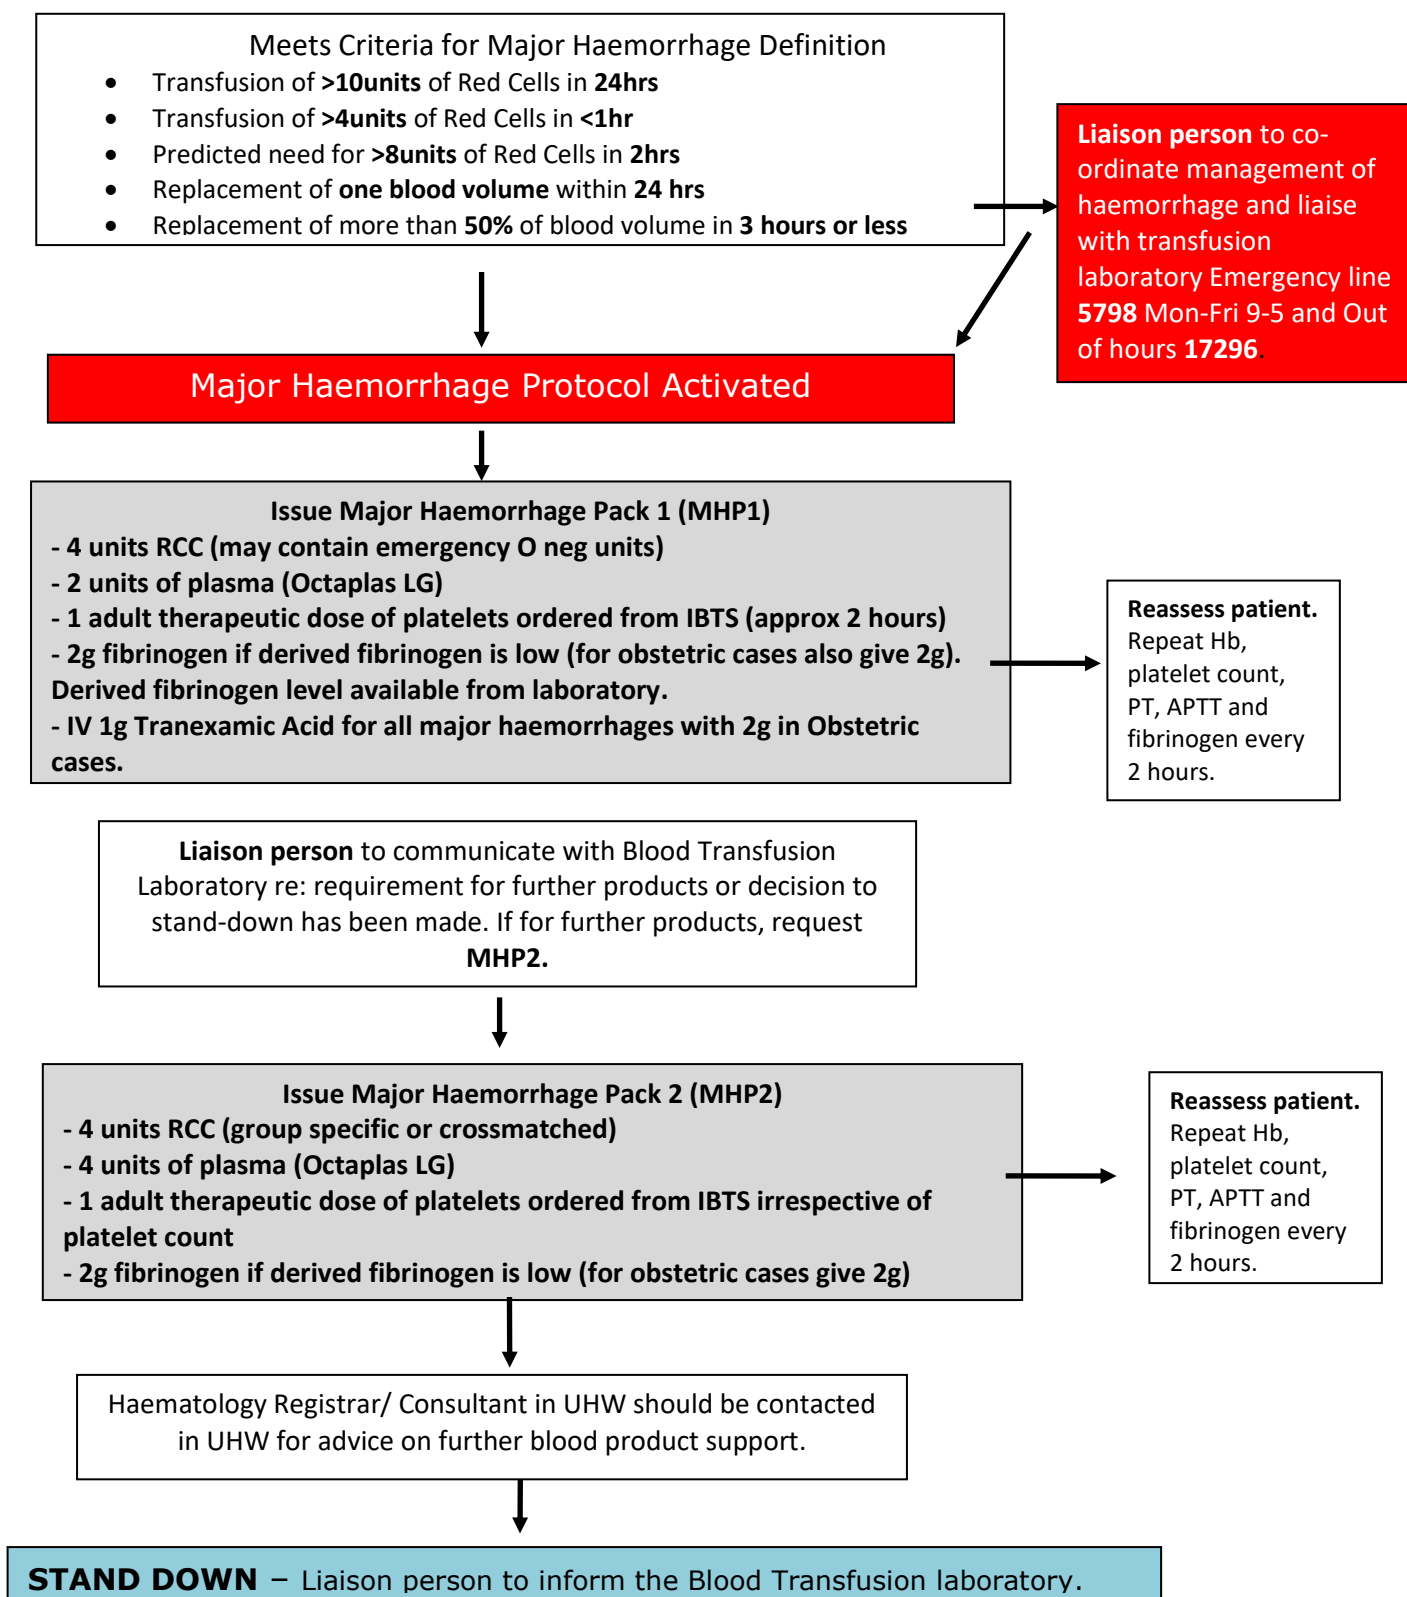 Meets Criteria for Major Haemorrhage Definition
• Transfusion of >10units of Red Cells in 24hrs
• Transfusion of >4units of Red Cells in <1hr
• Predicted need for >8units of Red Cells in 2hrs
• Replacement of one blood volume within 24 hrs
• Replacement of more than 50% of blood volume in 3 hours or less
Liaison person to co-
ordinate management of
haemorrhage and liaise
with transfusion
laboratory Emergency line
5798 Mon-Fri 9-5 and Out
of hours 17296.
Major Haemorrhage Protocol Activated
Issue Major Haemorrhage Pack 1 (MHP1)
- 4 units RCC (may contain emergency O neg units)
- 2 units of plasma (Octaplas LG)
- 1 adult therapeutic dose of platelets ordered from IBTS (approx 2 hours)
- 2g fibrinogen if derived fibrinogen is low (for obstetric cases also give 2g).
Derived fibrinogen level available from laboratory.
- IV 1g Tranexamic Acid for all major haemorrhages with 2g in Obstetric
cases.
Reassess patient.
Repeat Hb,
platelet count,
PT, APTT and
fibrinogen every
2 hours.
Liaison person to communicate with Blood Transfusion
Laboratory re: requirement for further products or decision to
stand-down has been made. If for further products, request
MHP2.
Issue Major Haemorrhage Pack 2 (MHP2)
- 4 units RCC (group specific or crossmatched)
- 4 units of plasma (Octaplas LG)
- 1 adult therapeutic dose of platelets ordered from IBTS irrespective of
platelet count
- 2g fibrinogen if derived fibrinogen is low (for obstetric cases give 2g)
Reassess patient.
Repeat Hb,
platelet count,
PT, APTT and
fibrinogen every
2 hours.
Haematology Registrar/ Consultant in UHW should be contacted
in UHW for advice on further blood product support.
STAND DOWN – Liaison person to inform the Blood Transfusion laboratory.